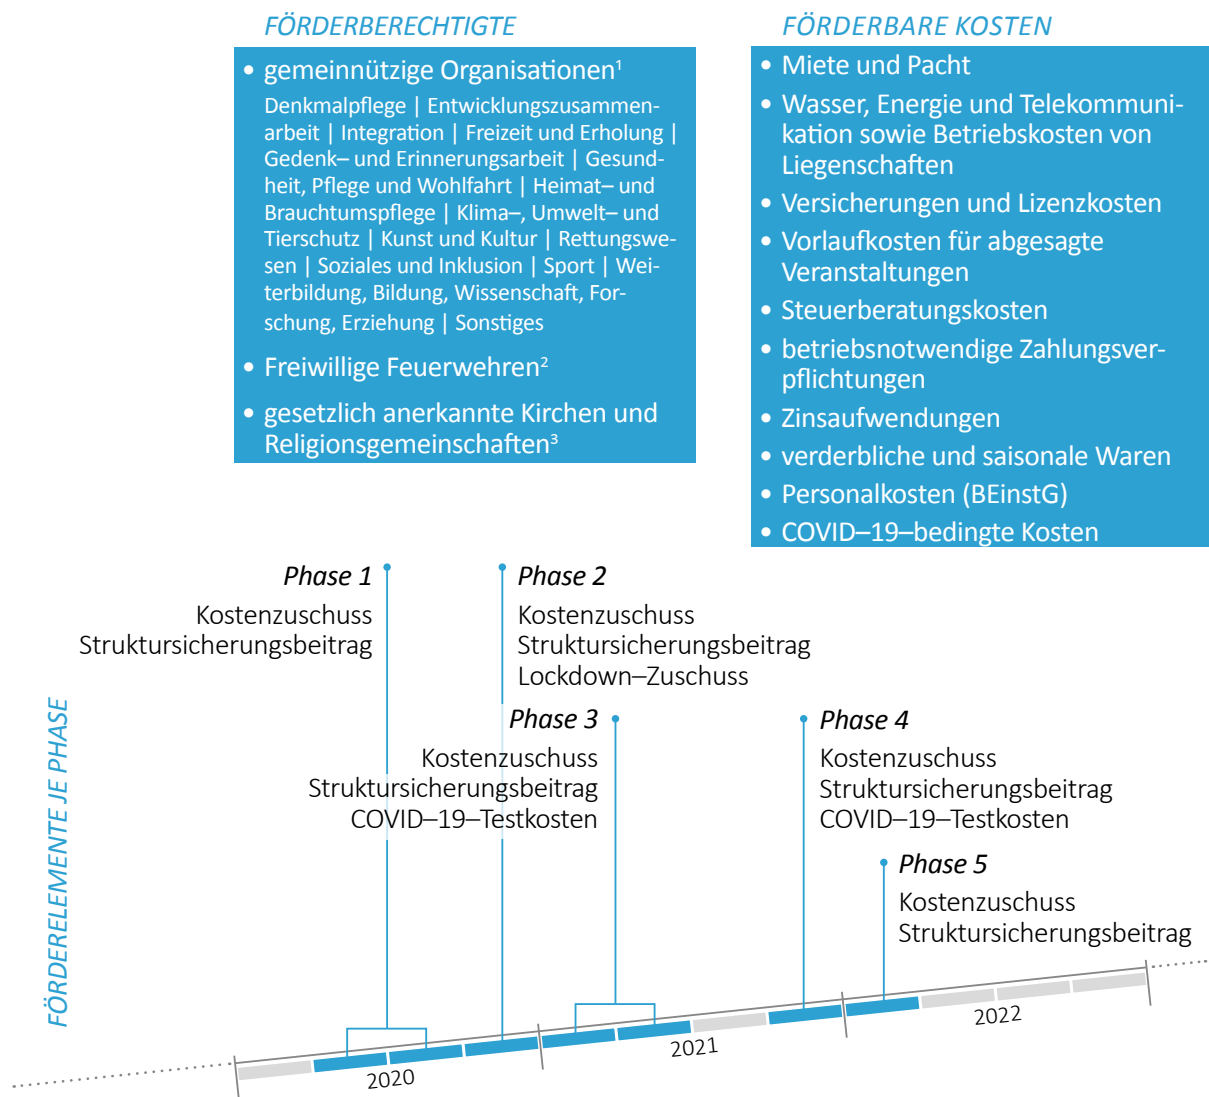 FÖRDERBERECHTIGTE
• gemeinnützige Organisationen¹
Denkmalpflege | Entwicklungszusammen-
arbeit | Integration | Freizeit und Erholung |
Gedenk– und Erinnerungsarbeit | Gesund-
heit, Pflege und Wohlfahrt | Heimat– und
Brauchtumspflege | Klima–, Umwelt– und
Tierschutz | Kunst und Kultur | Rettungswe-
sen | Soziales und Inklusion | Sport | Wei-
terbildung, Bildung, Wissenschaft, For-
schung, Erziehung | Sonstiges
• Freiwillige Feuerwehren²
• gesetzlich anerkannte Kirchen und
Religionsgemeinschaften³
FÖRDERBARE KOSTEN
• Miete und Pacht
• Wasser, Energie und Telekommuni-
kation sowie Betriebskosten von
Liegenschaften
• Versicherungen und Lizenzkosten
• Vorlaufkosten für abgesagte
Veranstaltungen
• Steuerberatungskosten
• betriebsnotwendige Zahlungsver-
pflichtungen
• Zinsaufwendungen
• verderbliche und saisonale Waren
• Personalkosten (BEinstG)
• COVID–19–bedingte Kosten
FÖRDERELEMENTE JE PHASE
Phase 1
Kostenzuschuss
Struktursicherungsbeitrag
Phase 2
Kostenzuschuss
Struktursicherungsbeitrag
Lockdown–Zuschuss
Phase 3
Kostenzuschuss
Struktursicherungsbeitrag
COVID–19–Testkosten
Phase 4
Kostenzuschuss
Struktursicherungsbeitrag
COVID–19–Testkosten
Phase 5
Kostenzuschuss
Struktursicherungsbeitrag
2020
2021
2022